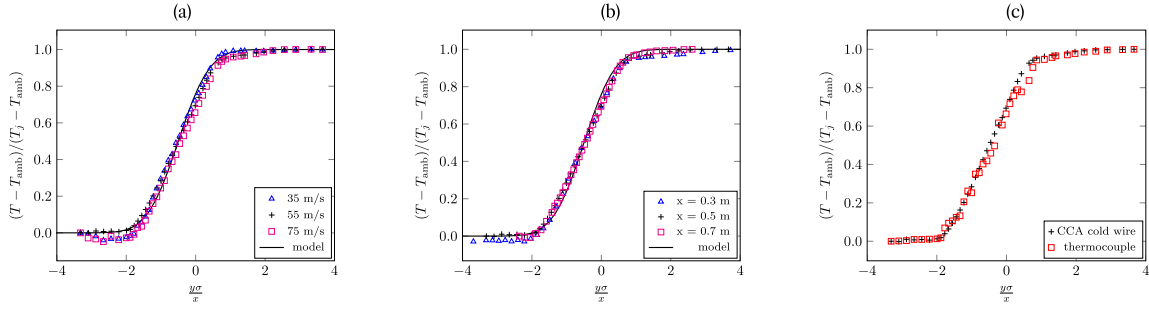 (a)
(T − T_amb)/(T_j − T_amb)
1.0
0.8
0.6
0.4
0.2
0.0
−4
−2
0
2
4
yσ/x
35 m/s
55 m/s
75 m/s
model
(b)
(T − T_amb)/(T_j − T_amb)
1.0
0.8
0.6
0.4
0.2
0.0
−4
−2
0
2
4
yσ/x
x = 0.3 m
x = 0.5 m
x = 0.7 m
model
(c)
(T − T_amb)/(T_j − T_amb)
1.0
0.8
0.6
0.4
0.2
0.0
−4
−2
0
2
4
yσ/x
CCA cold wire
thermocouple